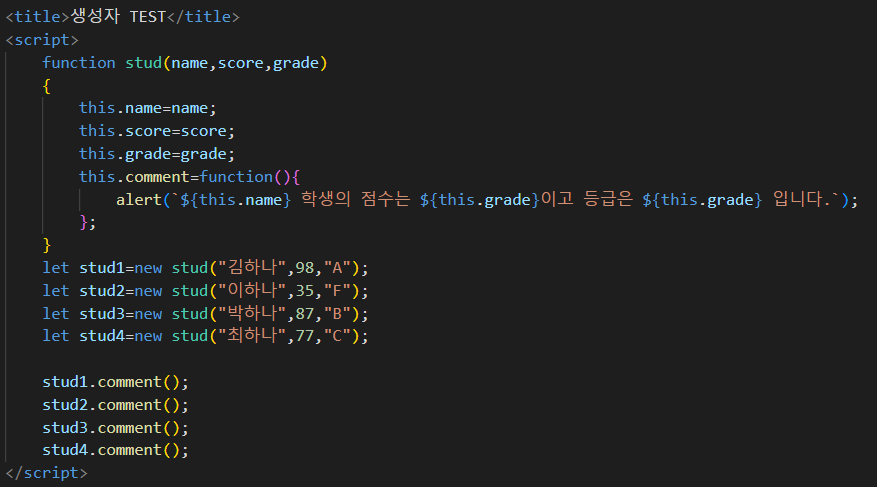 <title>생성자 TEST</title>
<script>
function stud(name,score,grade)
{
this.name=name;
this.score=score;
this.grade=grade;
this.comment=function(){
alert(`${this.name} 학생의 점수는 ${this.grade}이고 등급은 ${this.grade} 입니다.`);
};
}
let stud1=new stud("김하나",98,"A");
let stud2=new stud("이하나",35,"F");
let stud3=new stud("박하나",87,"B");
let stud4=new stud("최하나",77,"C");
stud1.comment();
stud2.comment();
stud3.comment();
stud4.comment();
</script>